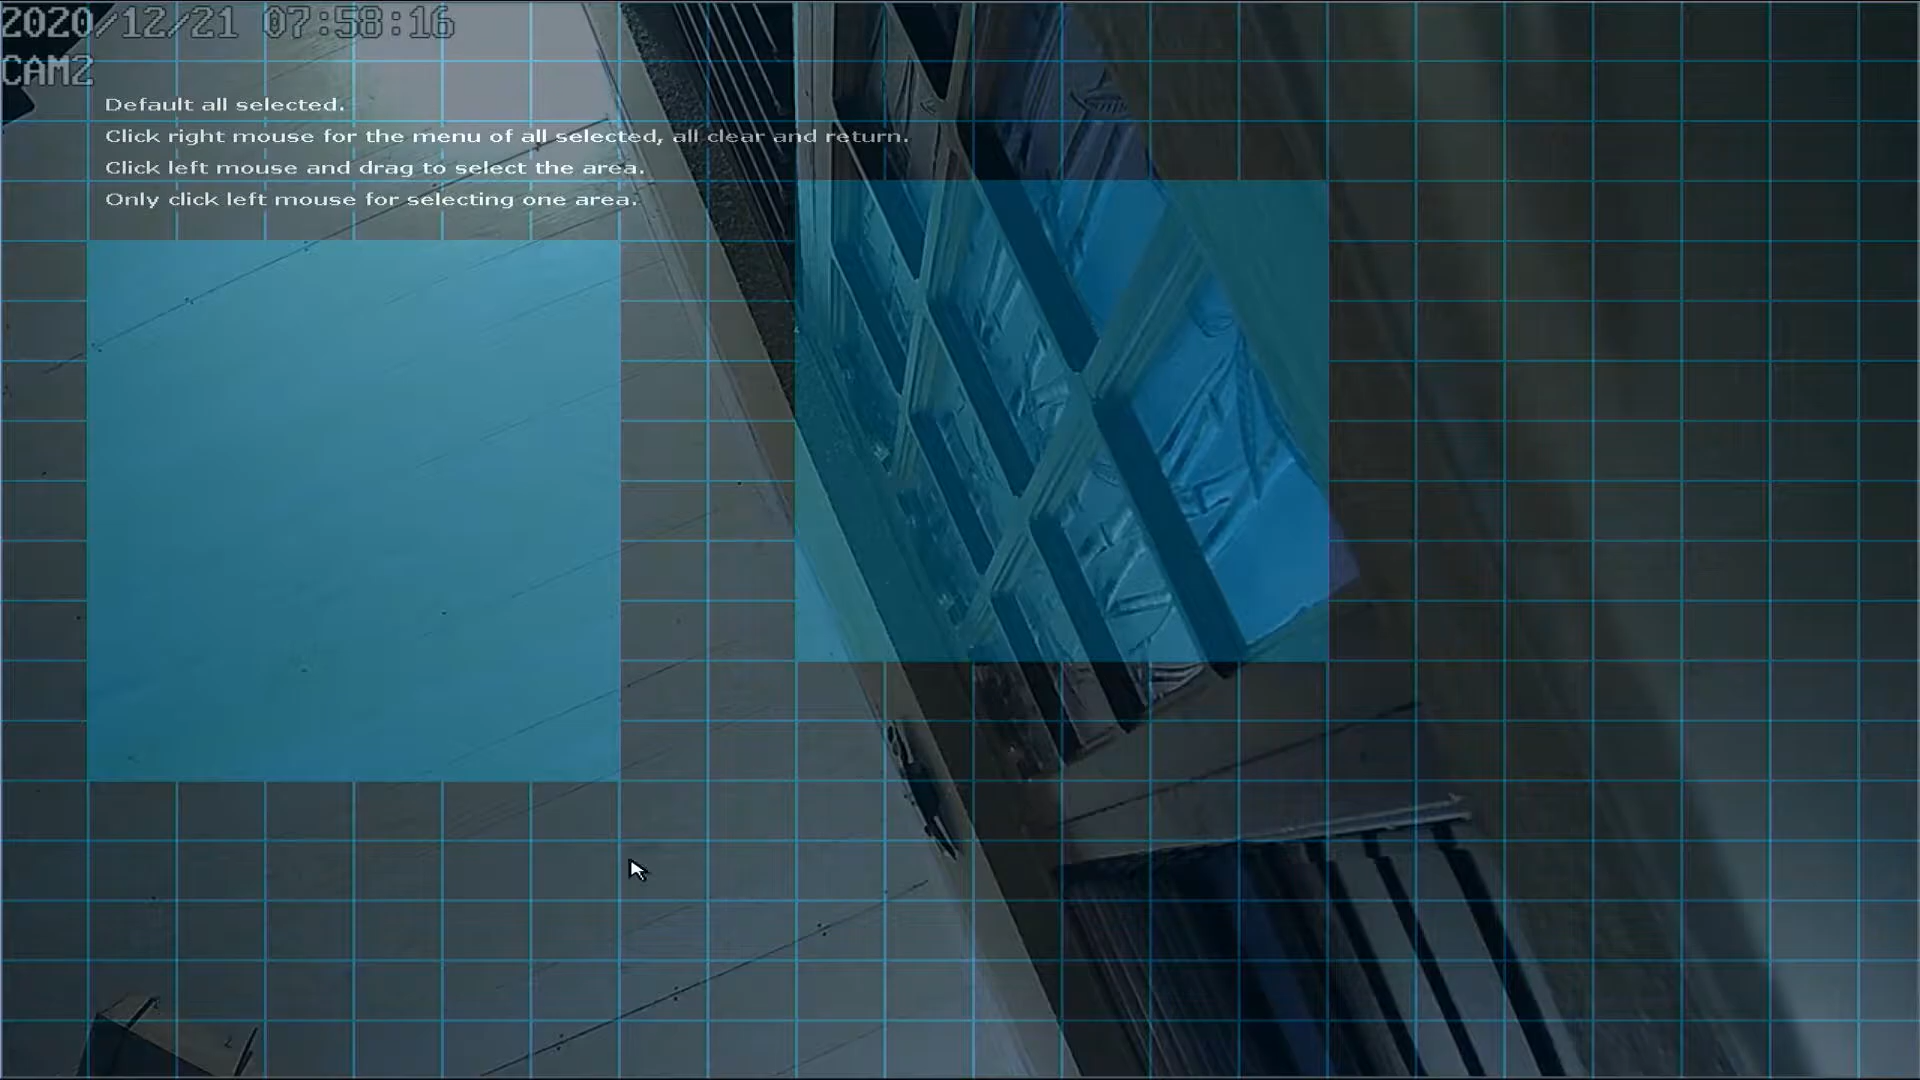 2020/12/21 07:58:16
CAM2
Default all selected.
Click right mouse for the menu of all selected, all clear and return.
Click left mouse and drag to select the area.
Only click left mouse for selecting one area.